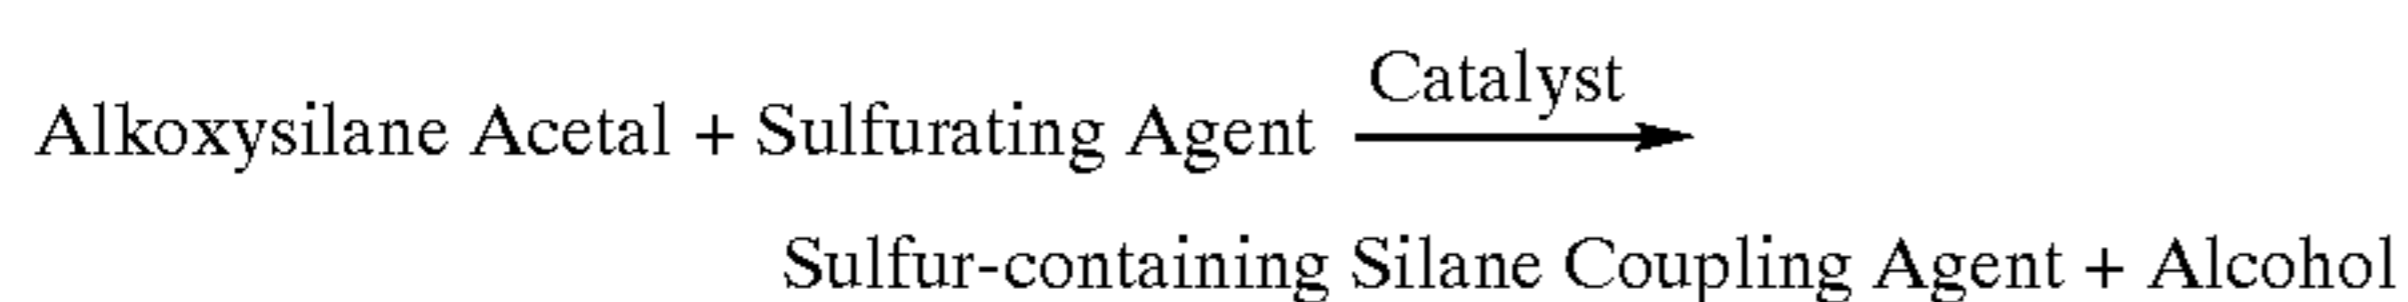 Catalyst
Alkoxysilane Acetal + Sulfurating Agent ⟶
Sulfur-containing Silane Coupling Agent + Alcohol